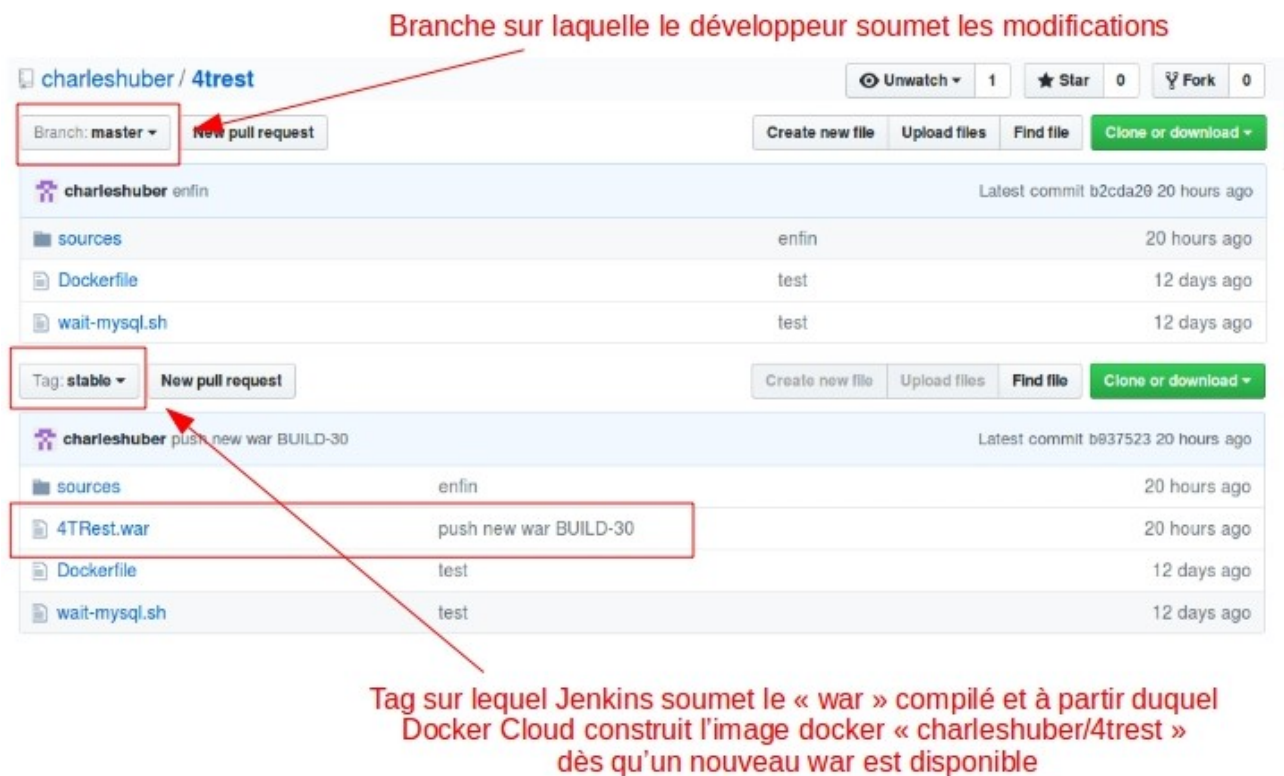 Branche sur laquelle le développeur soumet les modifications
charleshuber / 4trest
Unwatch 1 Star 0 Fork 0
Branch: master New pull request Create new file Upload files Find file Clone or download
charleshuber enfin Latest commit b2cda20 20 hours ago
sources enfin 20 hours ago
Dockerfile test 12 days ago
wait-mysql.sh test 12 days ago
Tag: stable New pull request Create new file Upload files Find file Clone or download
charleshuber push new war BUILD-30 Latest commit b037523 20 hours ago
sources enfin 20 hours ago
4TRest.war push new war BUILD-30 20 hours ago
Dockerfile test 12 days ago
wait-mysql.sh test 12 days ago
Tag sur lequel Jenkins soumet le « war » compilé et à partir duquel
Docker Cloud construit l’image docker « charleshuber/4trest »
dès qu’un nouveau war est disponible